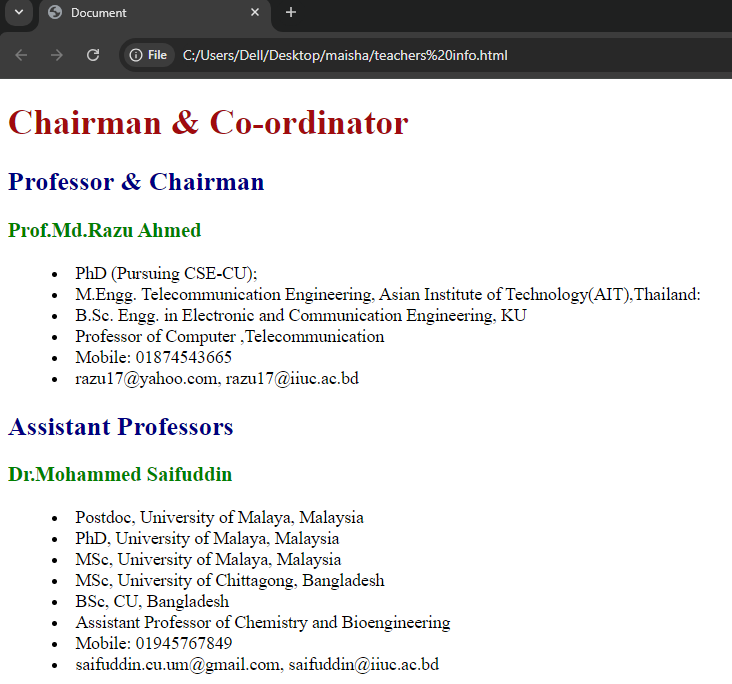 Document
File C:/Users/Dell/Desktop/maisha/teachers%20info.html
Chairman & Co-ordinator
Professor & Chairman
Prof.Md.Razu Ahmed
PhD (Pursuing CSE-CU);
M.Engg. Telecommunication Engineering, Asian Institute of Technology(AIT),Thailand:
B.Sc. Engg. in Electronic and Communication Engineering, KU
Professor of Computer ,Telecommunication
Mobile: 01874543665
razu17@yahoo.com, razu17@iiuc.ac.bd
Assistant Professors
Dr.Mohammed Saifuddin
Postdoc, University of Malaya, Malaysia
PhD, University of Malaya, Malaysia
MSc, University of Malaya, Malaysia
MSc, University of Chittagong, Bangladesh
BSc, CU, Bangladesh
Assistant Professor of Chemistry and Bioengineering
Mobile: 01945767849
saifuddin.cu.um@gmail.com, saifuddin@iiuc.ac.bd